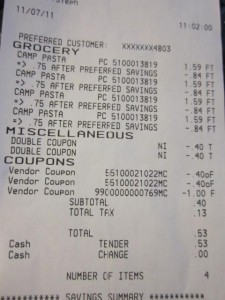 11/07/11 11:02:00
PREFERRED CUSTOMER: XXXXXXX4803
GROCERY
CAMP PASTA PC 5100013819 1.59 FT
=> .75 AFTER PREFERRED SAVINGS -.84 FT
CAMP PASTA PC 5100013819 1.59 FT
=> .75 AFTER PREFERRED SAVINGS -.84 FT
CAMP PASTA PC 5100013819 1.59 FT
=> .75 AFTER PREFERRED SAVINGS -.84 FT
CAMP PASTA PC 5100013819 1.59 FT
=> .75 AFTER PREFERRED SAVINGS -.84 FT
MISCELLANEOUS
DOUBLE COUPON NI -.40 T
DOUBLE COUPON NI -.40 T
COUPONS
Vendor Coupon 55100021022MC -.40oF
Vendor Coupon 55100021022MC -.40oF
Vendor Coupon 99C00000000769MC -1.00 F
SUBTOTAL .40
TOTAL TAX .13
TOTAL .53
Cash TENDER .53
Cash CHANGE .00
NUMBER OF ITEMS 4
SAVINGS SUMMARY